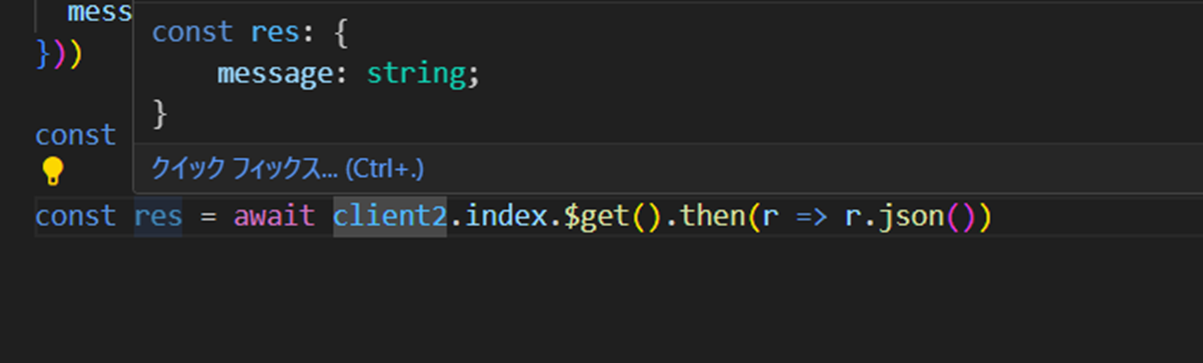 mess
const res: {
message: string;
}))
}
const
クイック フィックス... (Ctrl+.)
const res = await client2.index.$get().then(r => r.json())